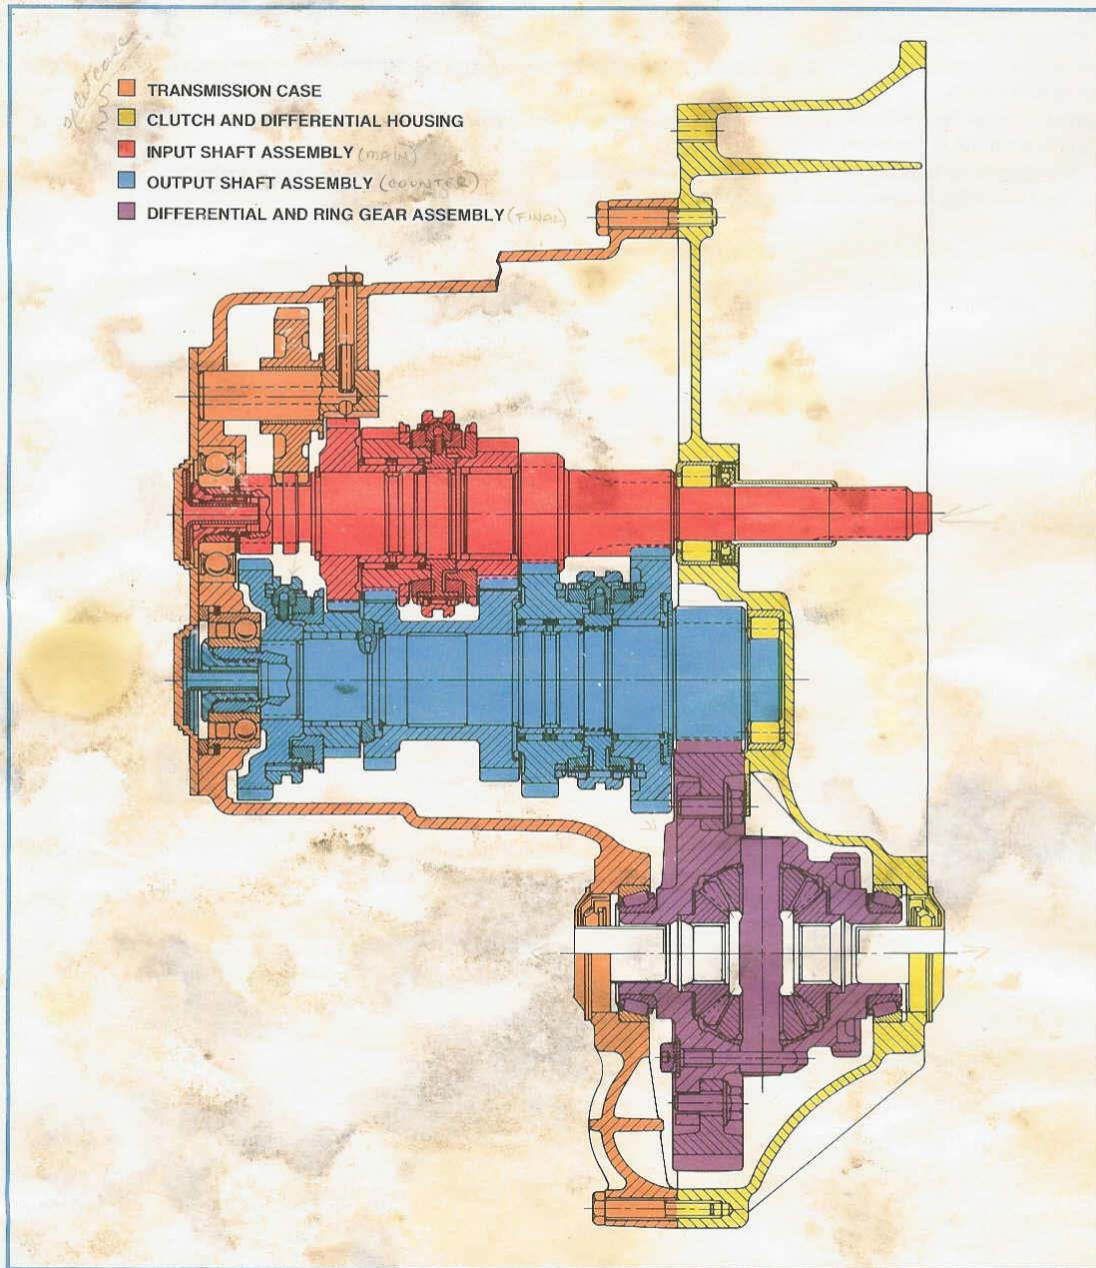 TRANSMISSION CASE
CLUTCH AND DIFFERENTIAL HOUSING
INPUT SHAFT ASSEMBLY (MAIN)
OUTPUT SHAFT ASSEMBLY (COUNTER)
DIFFERENTIAL AND RING GEAR ASSEMBLY (FINAL)